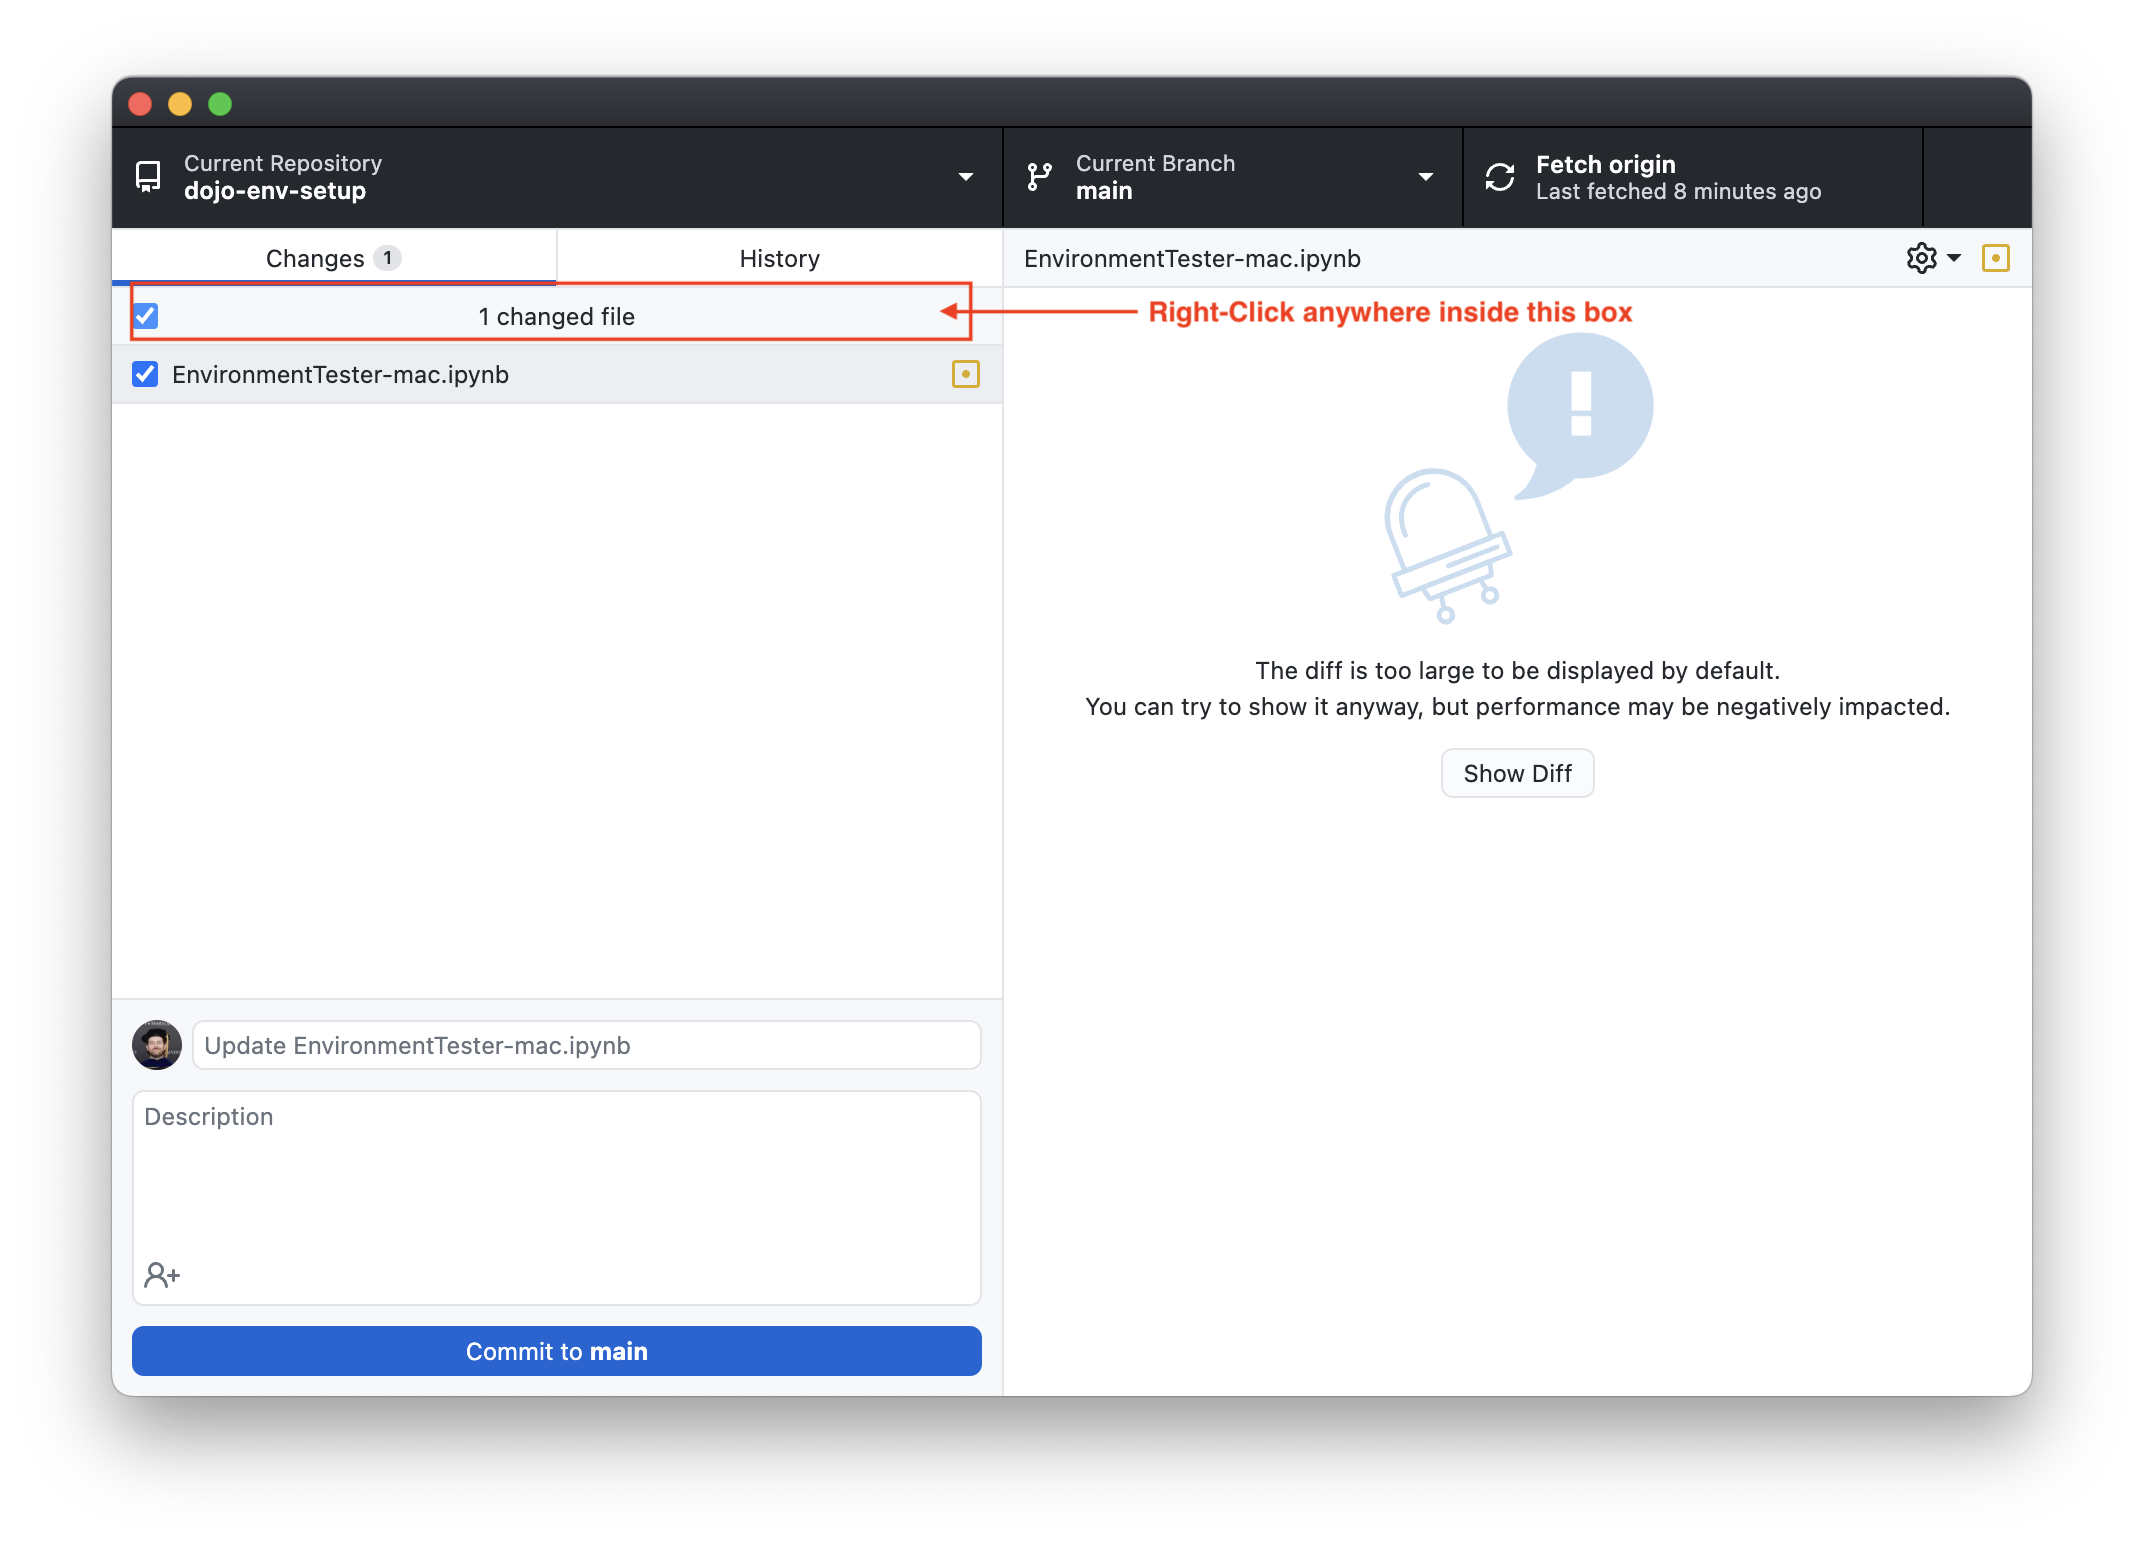 Current Repository
dojo-env-setup
Current Branch
main
Fetch origin
Last fetched 8 minutes ago
Changes 1
History
EnvironmentTester-mac.ipynb
1 changed file
Right-Click anywhere inside this box
EnvironmentTester-mac.ipynb
The diff is too large to be displayed by default.
You can try to show it anyway, but performance may be negatively impacted.
Show Diff
Update EnvironmentTester-mac.ipynb
Description
Commit to main